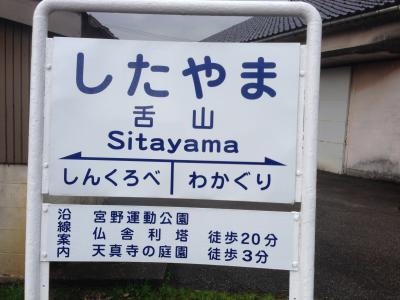 したやま
舌山
Sitayama
しんくろべ わかぐり
沿線案内
宮野運動公園
仏舎利塔 徒歩20分
天真寺の庭園 徒歩3分